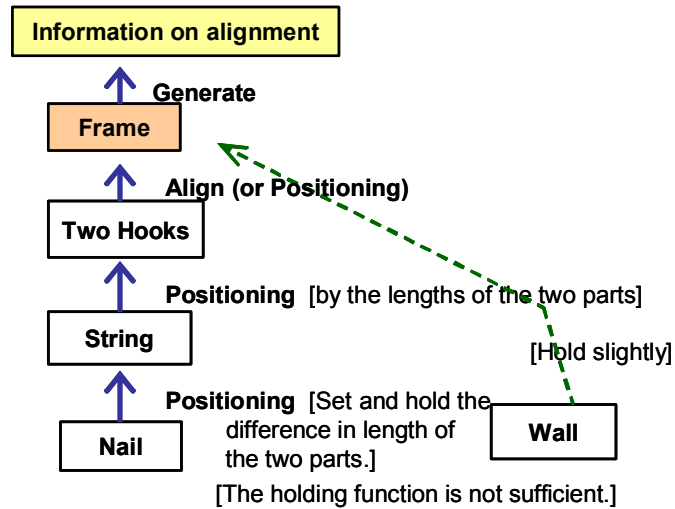 Information on alignment
Generate
Frame
Align (or Positioning)
Two Hooks
Positioning [by the lengths of the two parts]
String
[Hold slightly]
Positioning [Set and hold the
difference in length of
the two parts.]
Nail
Wall
[The holding function is not sufficient.]